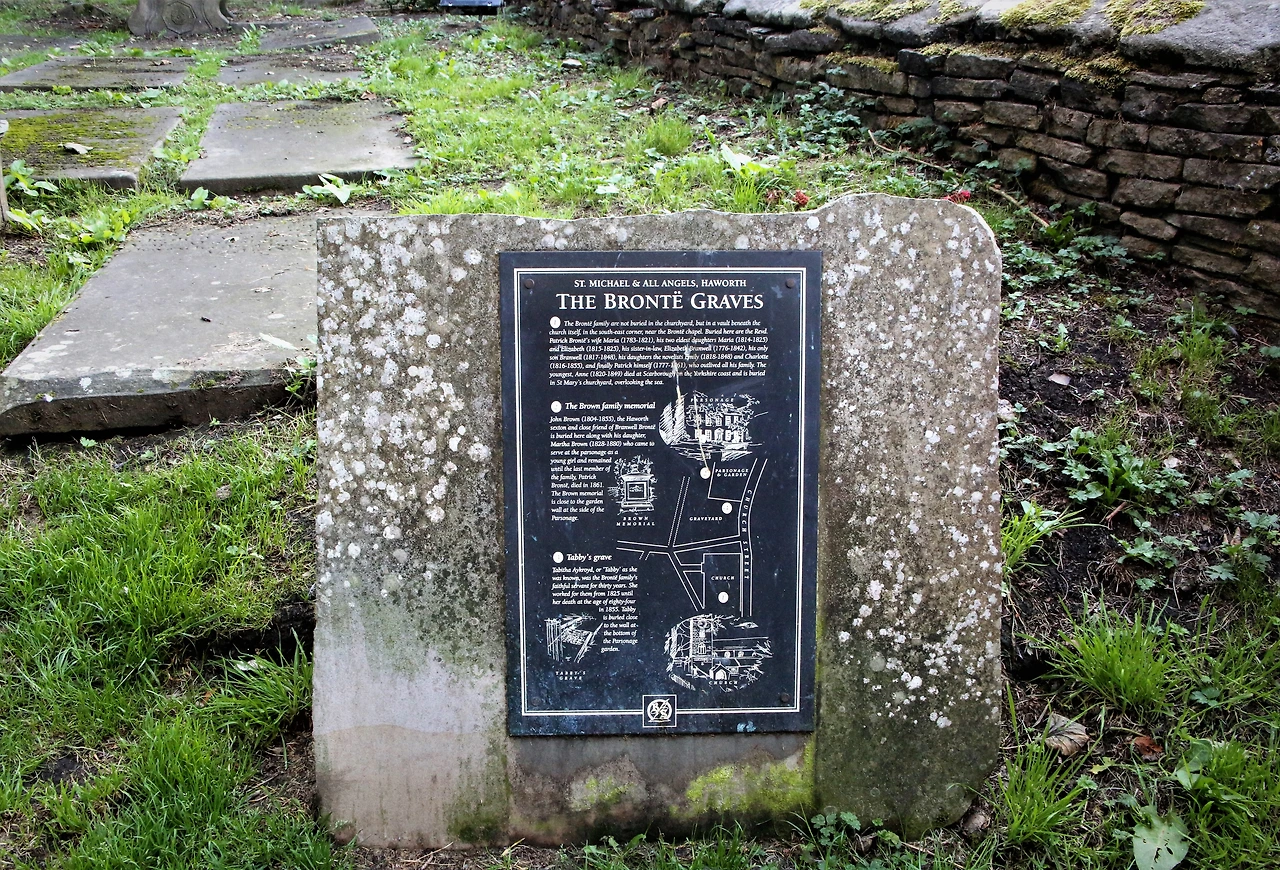 ST. MICHAEL & ALL ANGELS, HAWORTH
THE BRONTË GRAVES
The Brontë family are not buried in the churchyard, but in a vault beneath the
church itself, in the south-east corner, near the Brontë chapel. Buried here are the Revd.
Patrick Brontë's wife Maria (1783-1821), his two eldest daughters Maria (1814-1825)
and Elizabeth (1815-1825), his sister-in-law, Elizabeth Branwell (1776-1842), his only
son Branwell (1817-1848), his daughters the novelists Emily (1818-1848) and Charlotte
(1816-1855), and finally Patrick himself (1777-1861), who outlived all his family. The
youngest, Anne (1820-1849) died at Scarborough on the Yorkshire coast and is buried
in St Mary's churchyard, overlooking the sea.
The Brown family memorial
John Brown (1804-1855), the Haworth
sexton and close friend of Branwell Brontë
is buried here along with his daughter,
Martha Brown (1828-1880) who came to
serve at the parsonage as a
young girl and remained
until the last member of
the family, Patrick
Brontë, died in 1861.
The Brown memorial
is close to the garden
wall at the side of the
Parsonage.
PARSONAGE
PARSONAGE
& GARDEN
BROWN
MEMORIAL
GRAVEYARD
CHURCH STREET
CHURCH
Tabby's grave
Tabitha Aykroyd, or 'Tabby' as she
was known, was the Brontë family's
faithful servant for thirty years. She
worked for them from 1825 until
her death at the age of eighty-four
in 1855. Tabby
is buried close
to the wall at
the bottom of
the Parsonage
garden.
TABBY'S
GRAVE
CHURCH